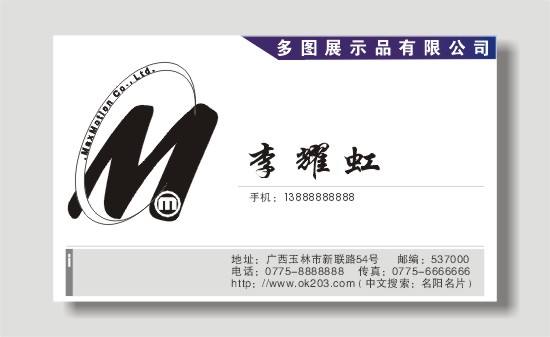 多图展示品有限公司
MaxMotion Co., Ltd.
M
m
李耀虹
手机：13888888888
i
地址：广西玉林市新联路54号 邮编：537000
电话：0775-8888888 传真：0775-6666666
http://www.ok203.com（中文搜索：名阳名片）